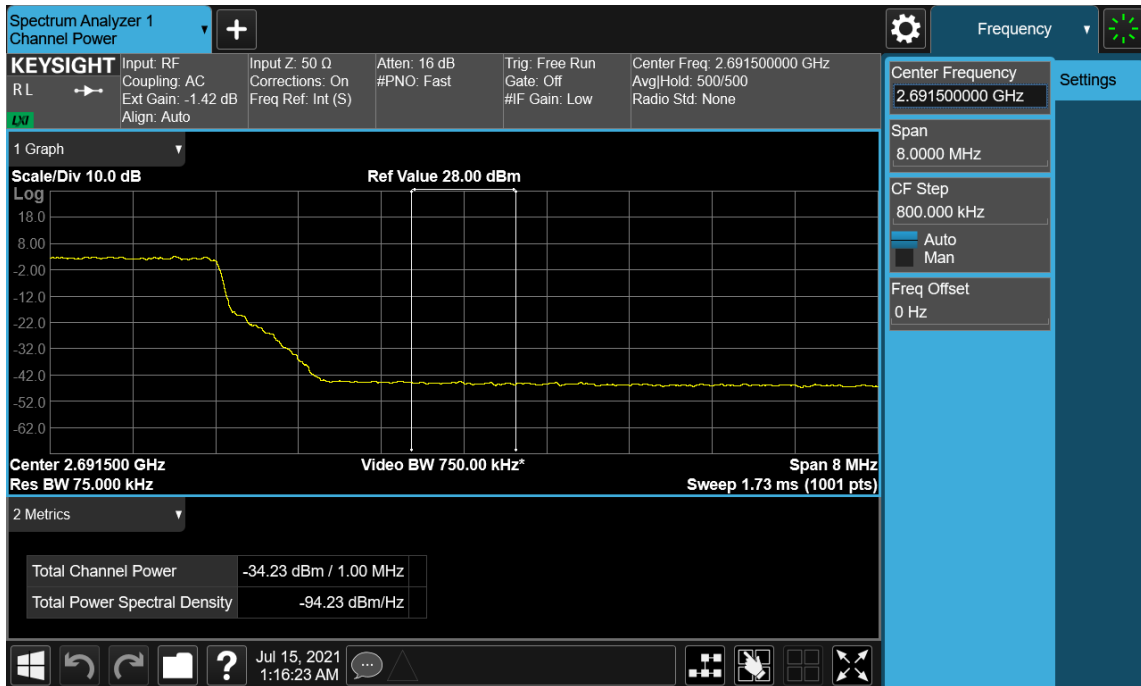 Spectrum Analyzer 1
Channel Power
Frequency
KEYSIGHT
R L
LXI
Input: RF
Coupling: AC
Ext Gain: -1.42 dB
Align: Auto
Input Z: 50 Ω
Corrections: On
Freq Ref: Int (S)
Atten: 16 dB
#PNO: Fast
Trig: Free Run
Gate: Off
#IF Gain: Low
Center Freq: 2.691500000 GHz
Avg|Hold: 500/500
Radio Std: None
Center Frequency
2.691500000 GHz
Settings
Span
8.0000 MHz
CF Step
800.000 kHz
Auto
Man
Freq Offset
0 Hz
1 Graph
Scale/Div 10.0 dB
Ref Value 28.00 dBm
Log
18.0
8.00
-2.00
-12.0
-22.0
-32.0
-42.0
-52.0
-62.0
Center 2.691500 GHz
Video BW 750.00 kHz*
Span 8 MHz
Res BW 75.000 kHz
Sweep 1.73 ms (1001 pts)
2 Metrics
Total Channel Power -34.23 dBm / 1.00 MHz
Total Power Spectral Density -94.23 dBm/Hz
?
Jul 15, 2021
1:16:23 AM